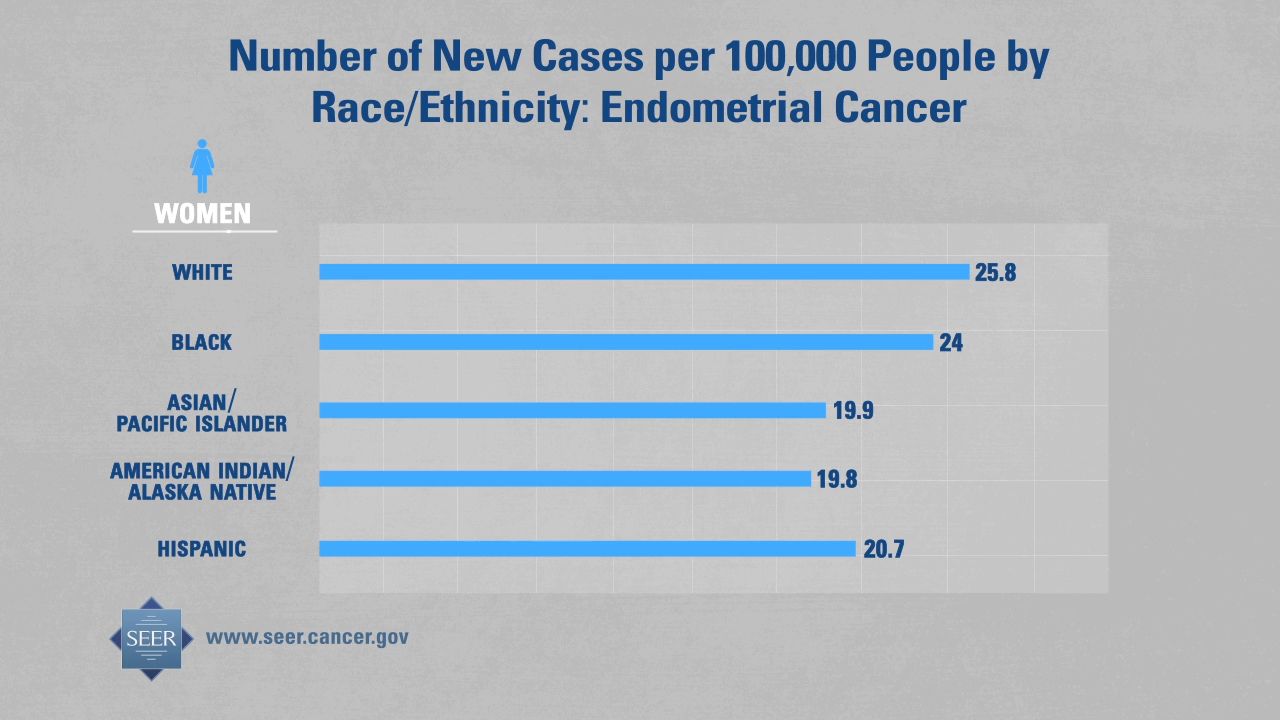 Number of New Cases per 100,000 People by
Race/Ethnicity: Endometrial Cancer
WOMEN
WHITE
25.8
BLACK
24
ASIAN/
PACIFIC ISLANDER
19.9
AMERICAN INDIAN/
ALASKA NATIVE
19.8
HISPANIC
20.7
SEER
www.seer.cancer.gov